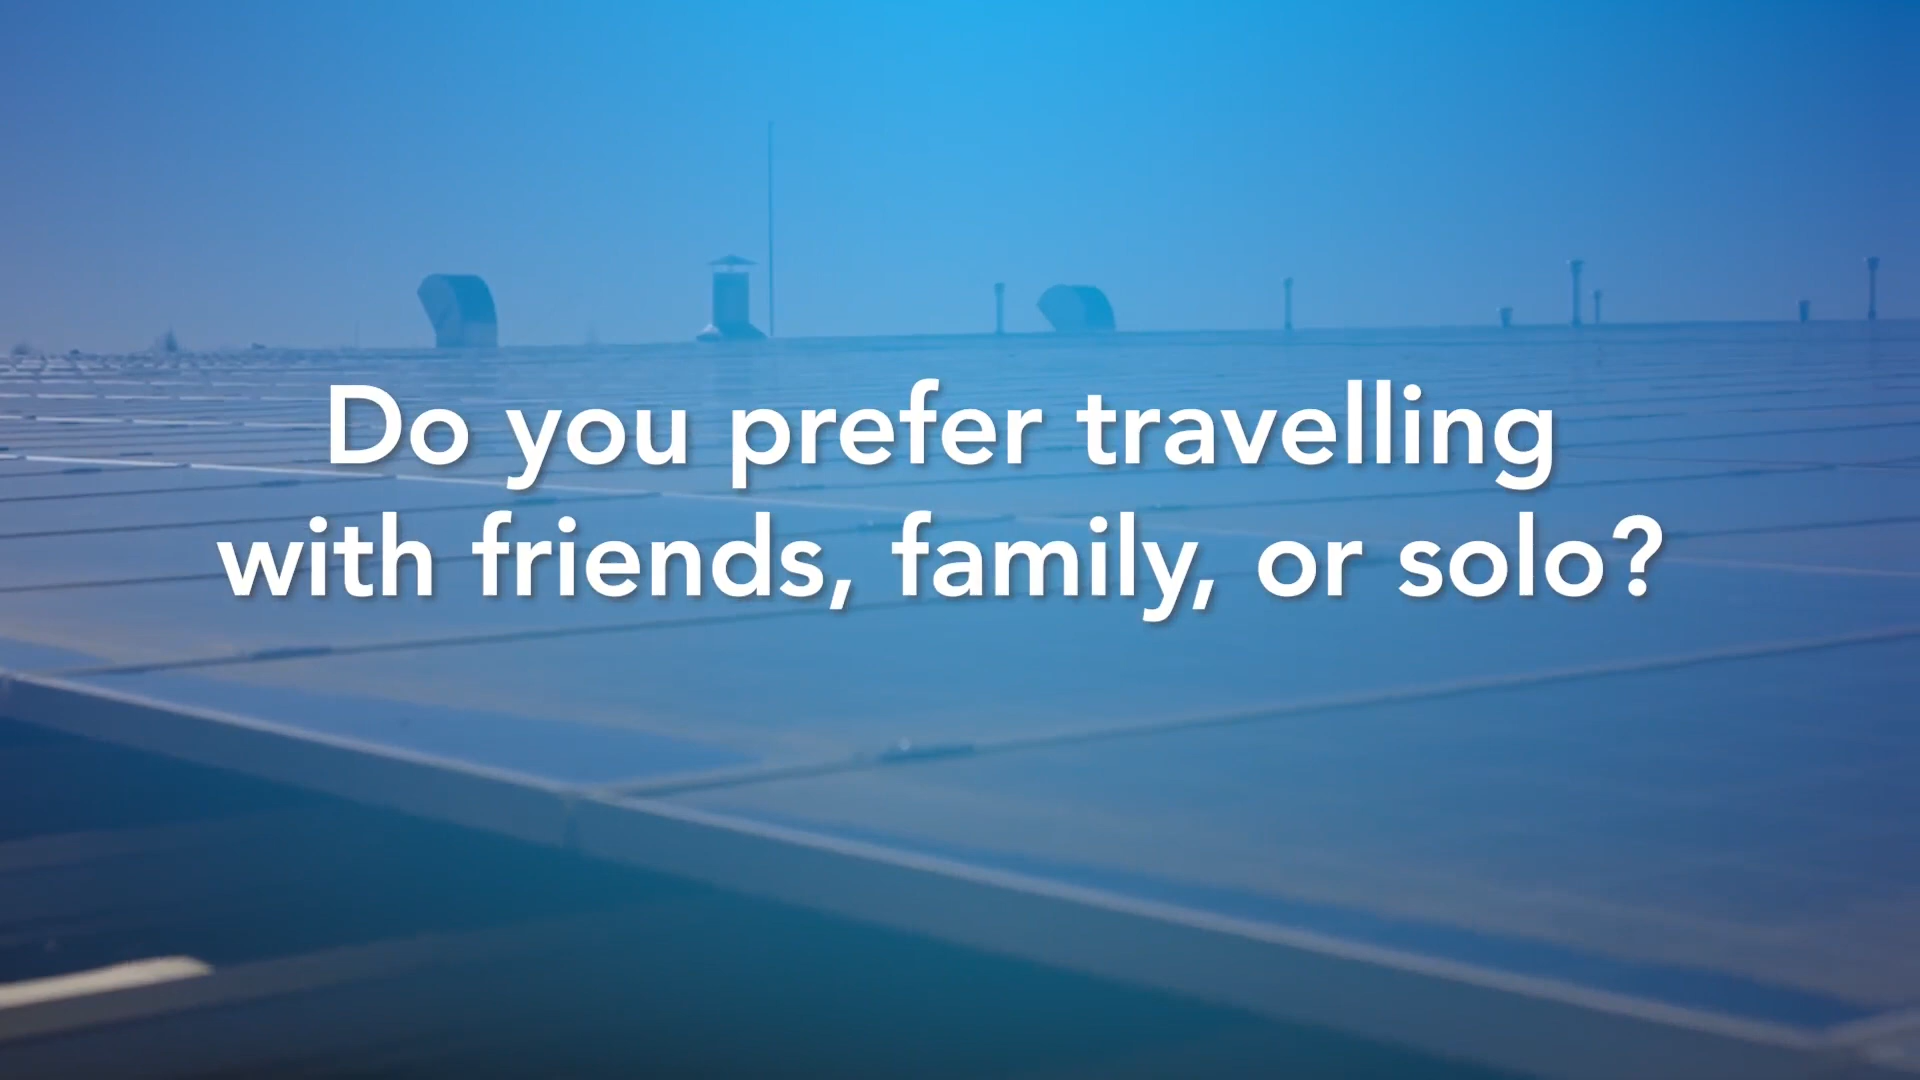 Do you prefer travelling
with friends, family, or solo?